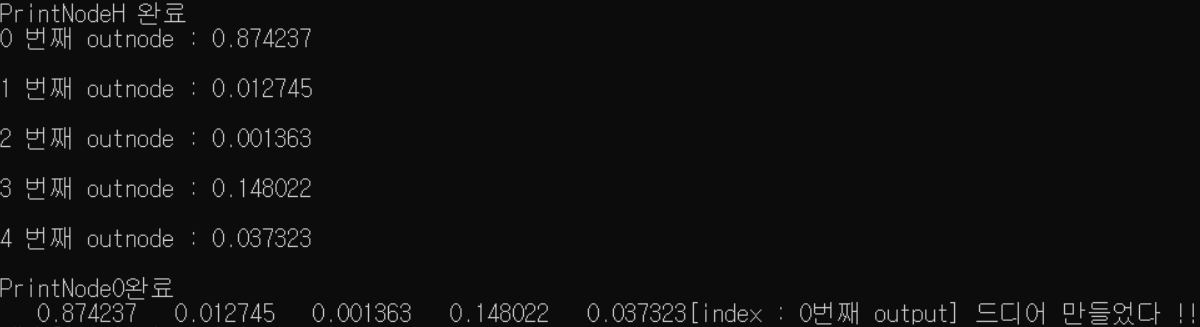 PrintNodeH 완료
0 번째 outnode : 0.874237
1 번째 outnode : 0.012745
2 번째 outnode : 0.001363
3 번째 outnode : 0.148022
4 번째 outnode : 0.037323
PrintNodeO완료
0.874237 0.012745 0.001363 0.148022 0.037323[index : 0번째 output] 드디어 만들었다 !!